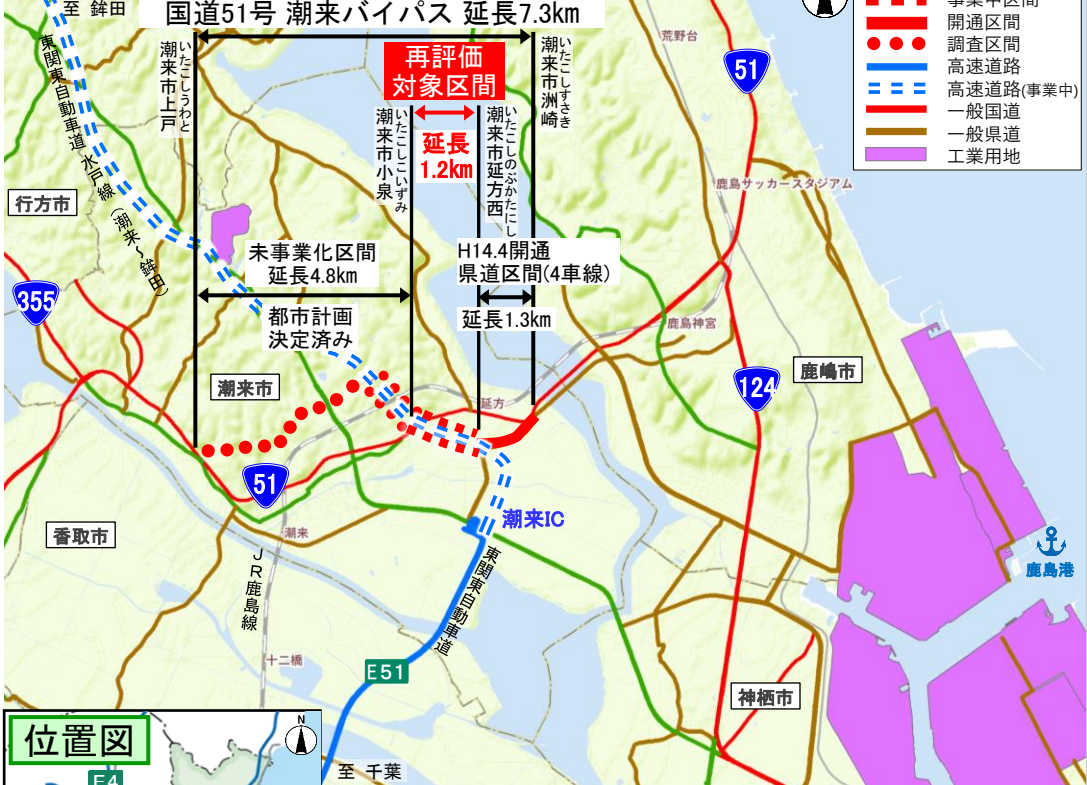 至 鉾田
国道51号 潮来バイパス 延長7.3km
事業中区間
開通区間
調査区間
高速道路
高速道路(事業中)
一般国道
一般県道
工業用地
東関東自動車道 水戸線 (潮来~鉾田)
潮来市上戸
いたこしうわと
再評価
対象区間
潮来市洲崎
いたこしすさき
荒野台
51
潮来市小泉
いたこしこいずみ
延長
1.2km
潮来市延方西
いたこしのぶかたにし
鹿島サッカースタジアム
行方市
未事業化区間
延長4.8km
H14.4開通
県道区間(4車線)
355
都市計画
決定済み
延長1.3km
鹿島神宮
潮来市
延方
124
鹿嶋市
51
香取市
潮来
潮来IC
JR鹿島線
東関東自動車道
鹿島港
十二橋
E51
神栖市
位置図
N
E4
至 千葉